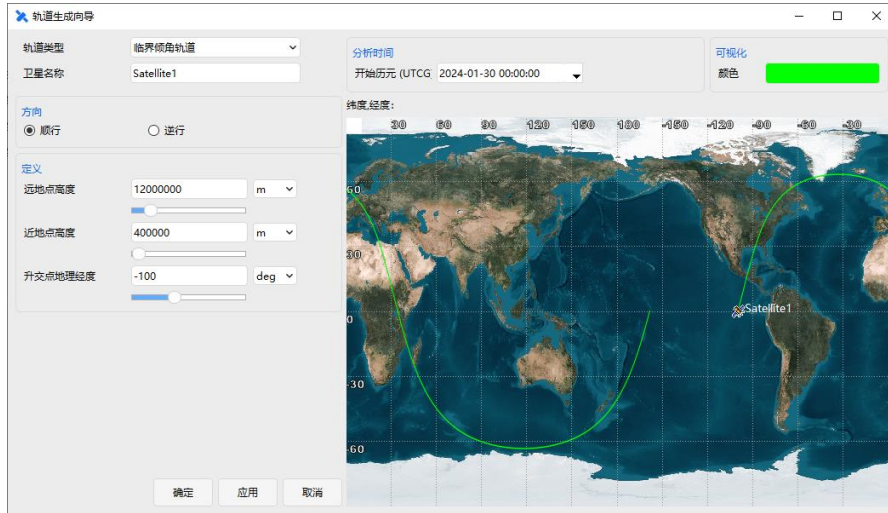 轨道生成向导
轨道类型
临界倾角轨道
卫星名称
Satellite1
方向
顺行
逆行
定义
远地点高度
12000000
m
近地点高度
400000
m
升交点地理经度
-100
deg
确定
应用
取消
分析时间
开始历元 (UTCG
2024-01-30 00:00:00
可视化
颜色
纬度,经度:
30 60 90 120 150 180 -150 -120 -90 -60 -30
60
30
0
Satellite1
30
60